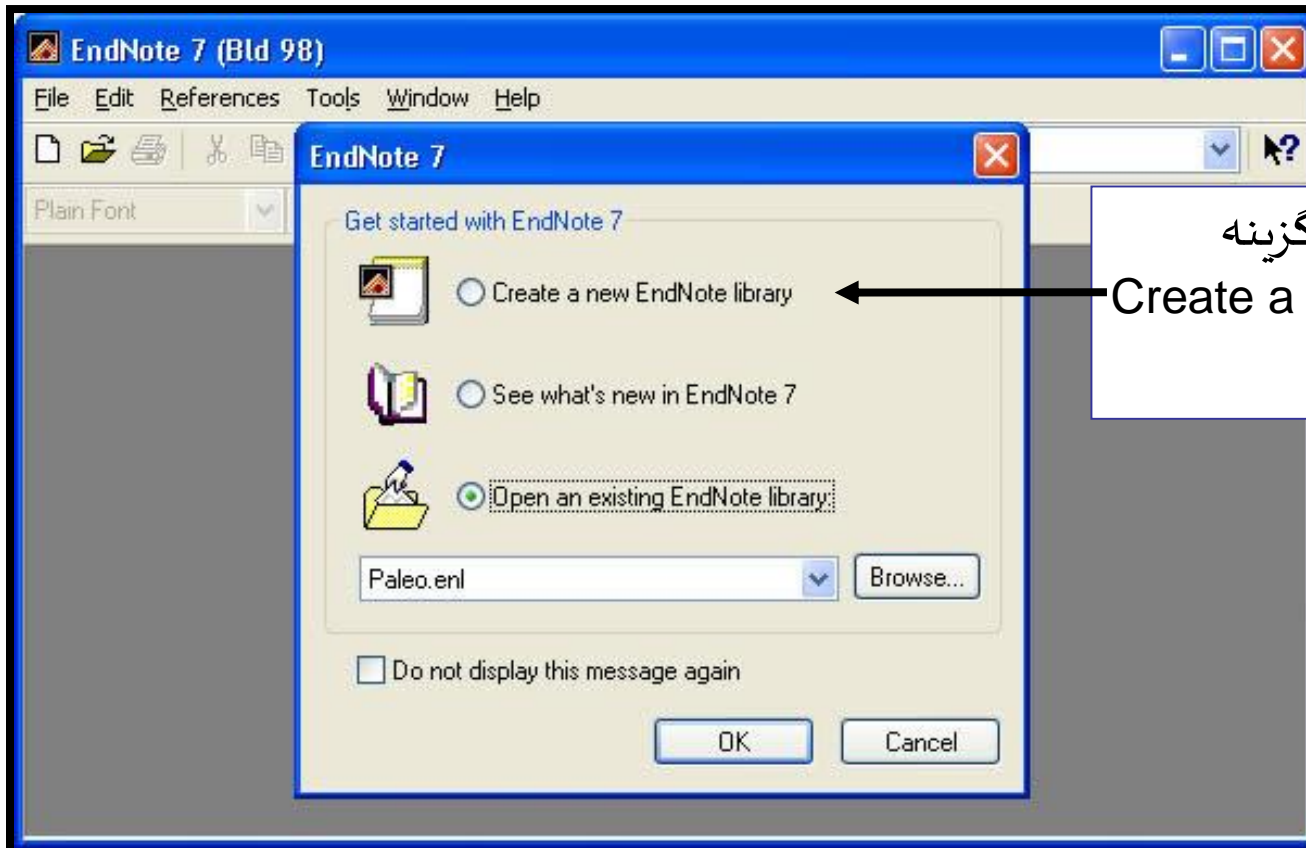 EndNote 7 (Bld 98)
File Edit References Tools Window Help
EndNote 7
Plain Font
Get started with EndNote 7
Create a new EndNote library
گزینه
Create a
See what's new in EndNote 7
Open an existing EndNote library:
Paleo.enl
Browse...
Do not display this message again
OK Cancel